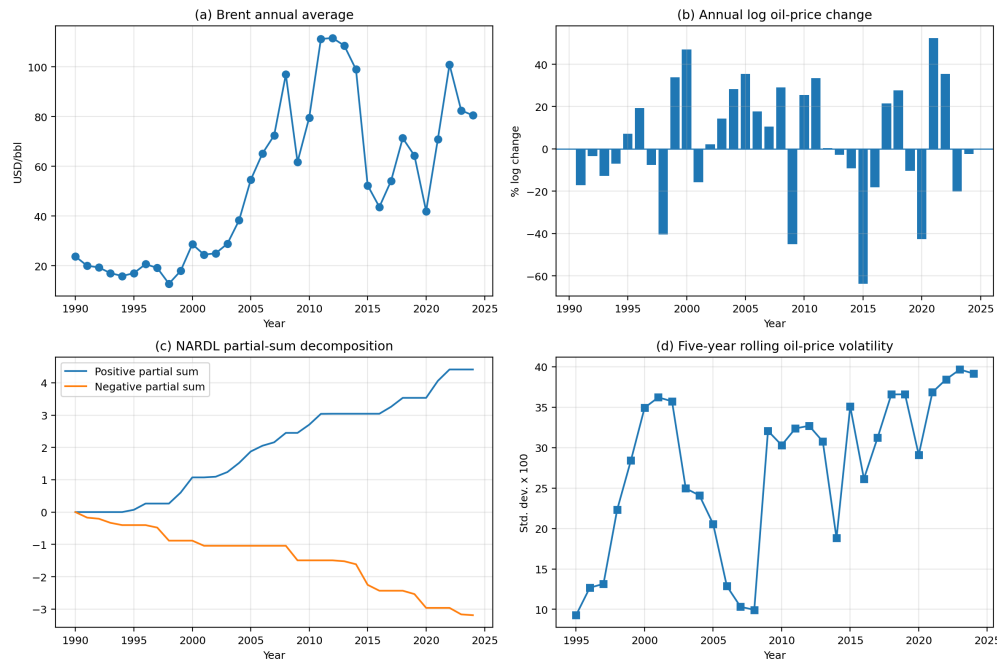 (a) Brent annual average
USD/bbl
100
80
60
40
20
1990 1995 2000 2005 2010 2015 2020 2025
Year
(b) Annual log oil-price change
% log change
40
20
0
−20
−40
−60
1990 1995 2000 2005 2010 2015 2020 2025
Year
(c) NARDL partial-sum decomposition
Positive partial sum
Negative partial sum
4
3
2
1
0
−1
−2
−3
1990 1995 2000 2005 2010 2015 2020 2025
Year
(d) Five-year rolling oil-price volatility
Std. dev. x 100
40
35
30
25
20
15
10
1995 2000 2005 2010 2015 2020 2025
Year